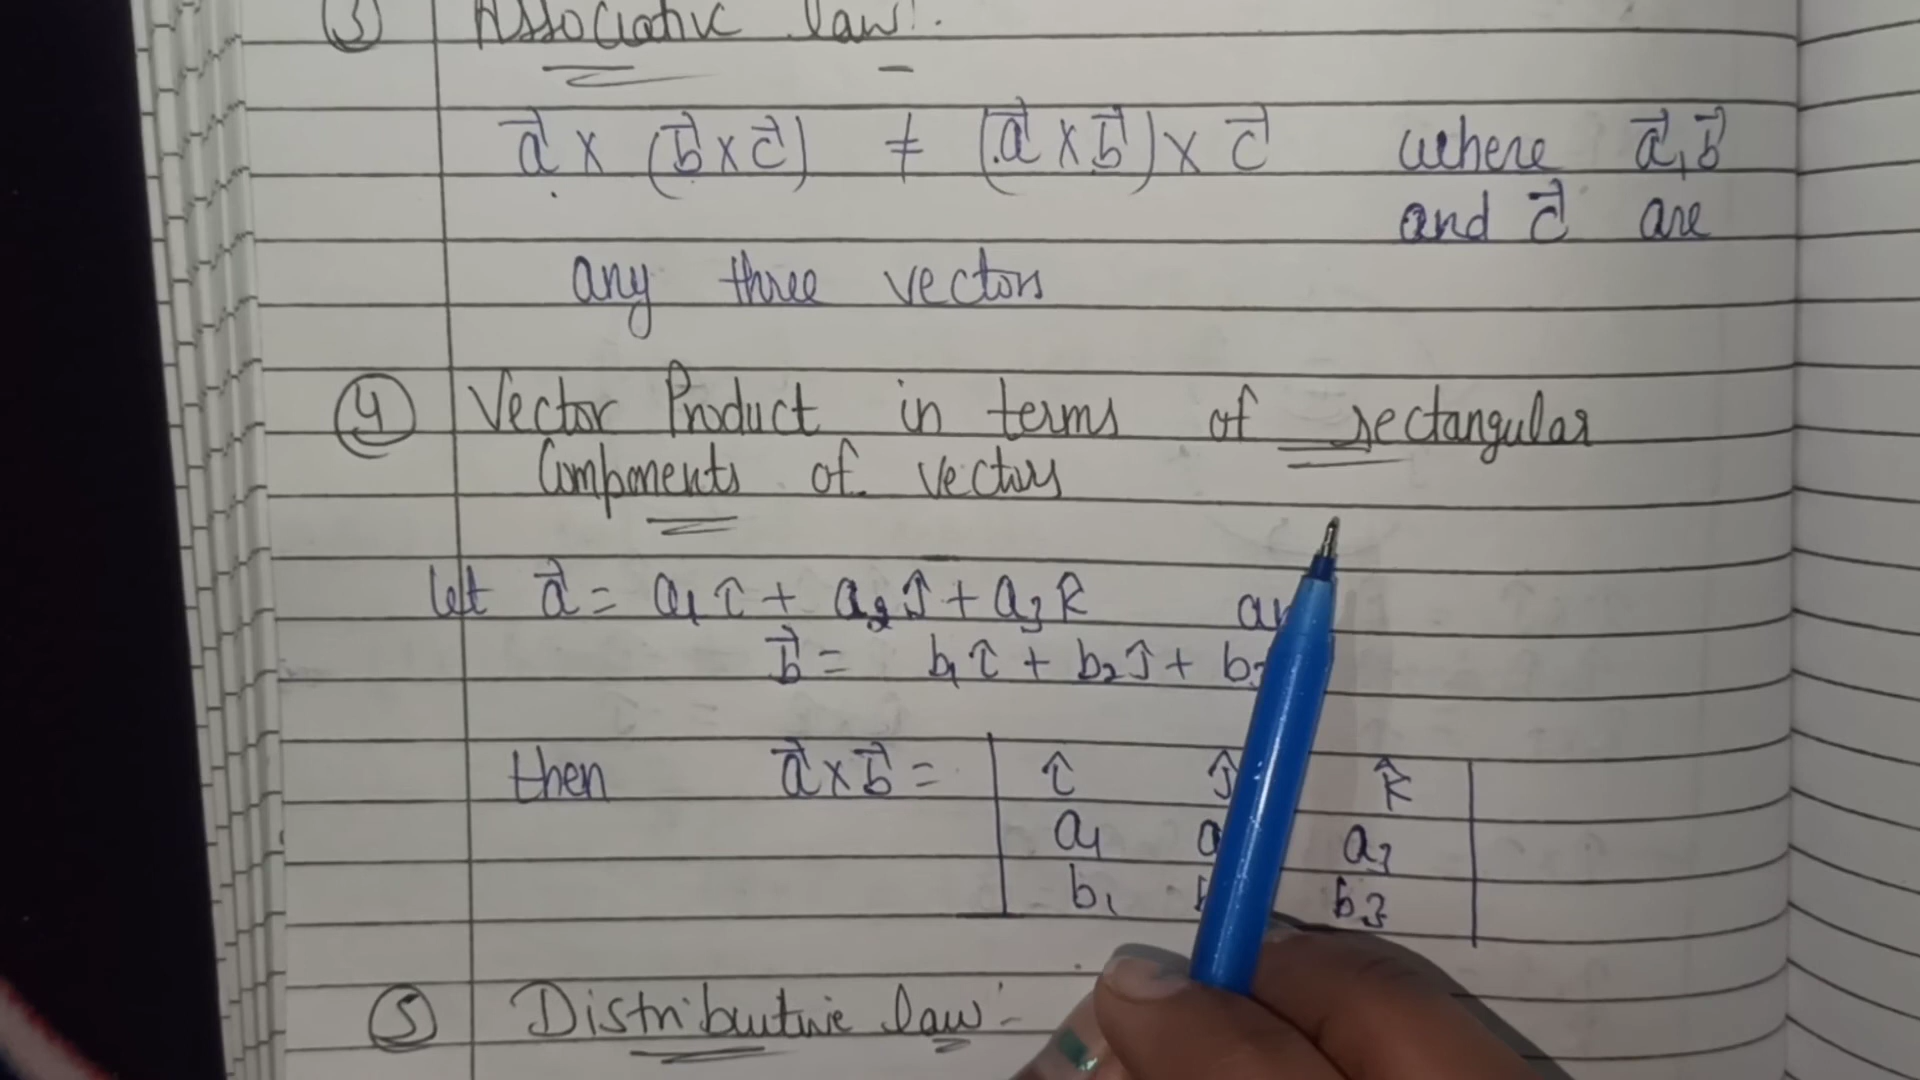 ③ Associative law:
a⃗ × (b⃗ × c⃗) ≠ (a⃗ × b⃗) × c⃗ where a⃗, b⃗
and c⃗ are
any three vectors
④ Vector Product in terms of rectangular
Components of vectors
let a⃗ = a₁î + a₂ĵ + a₃k̂
b⃗ = b₁î + b₂ĵ + b₃
then a⃗ × b⃗ = | î ĵ k̂ |
a₁ a a₃
b₁ b₃
⑤ Distributive law:-